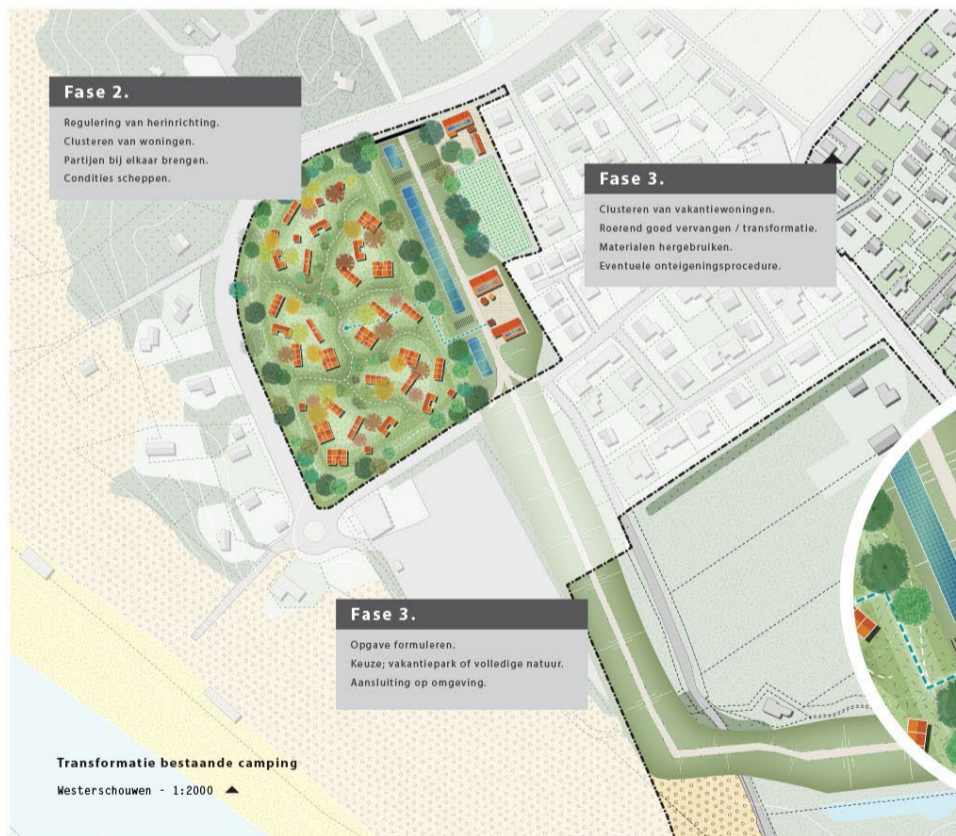 Fase 2.
Regulering van herinrichting.
Clusteren van woningen.
Partijen bij elkaar brengen.
Condities scheppen.
Fase 3.
Clusteren van vakantiewoningen.
Roerend goed vervangen / transformatie.
Materialen hergebruiken.
Eventuele onteigeningsprocedure.
Fase 3.
Opgave formuleren.
Keuze; vakantiepark of volledige natuur.
Aansluiting op omgeving.
Transformatie bestaande camping
Westerschouwen - 1:2000